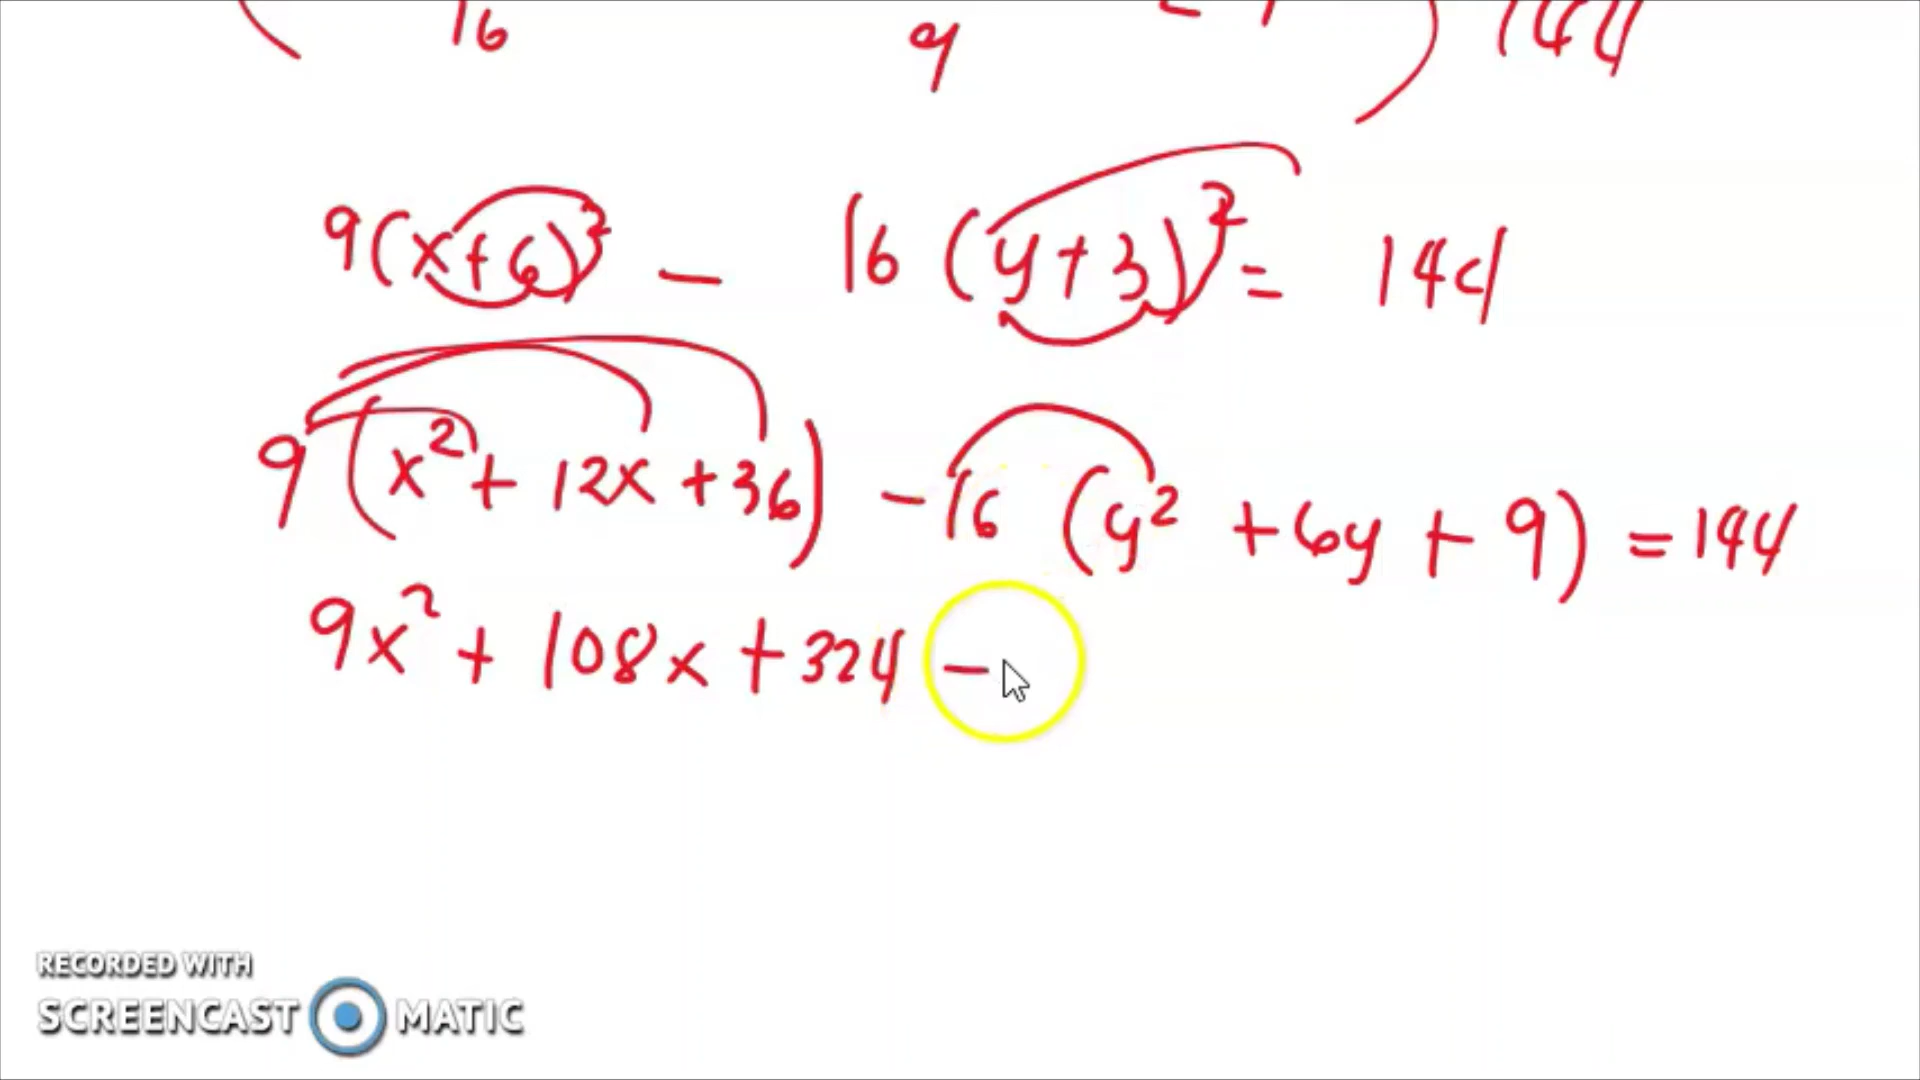 ( 16 9 - 1 ) 144
9(x+6)² - 16(y+3)² = 144
9(x² + 12x + 36) - 16(y² + 6y + 9) = 144
9x² + 108x + 324 -
RECORDED WITH
SCREENCAST MATIC